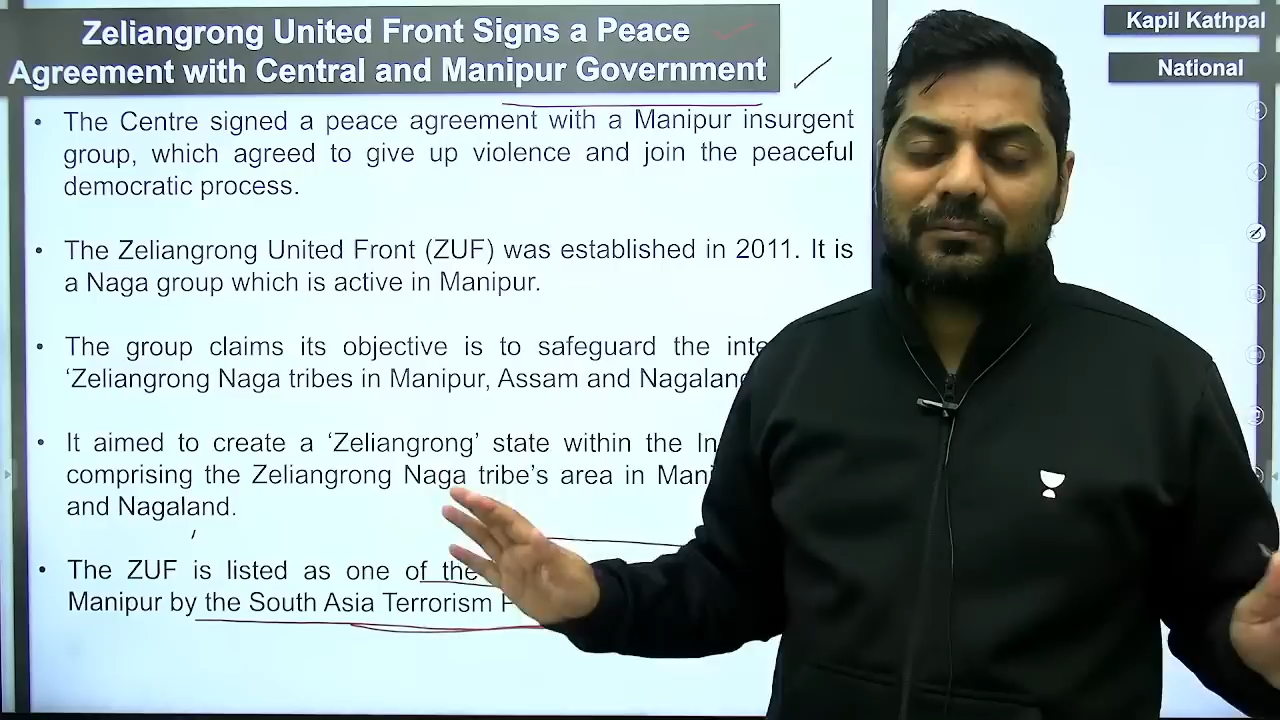 Zeliangrong United Front Signs a Peace
Agreement with Central and Manipur Government
Kapil Kathpal
National
• The Centre signed a peace agreement with a Manipur insurgent
group, which agreed to give up violence and join the peaceful
democratic process.
• The Zeliangrong United Front (ZUF) was established in 2011. It is
a Naga group which is active in Manipur.
• The group claims its objective is to safeguard the inte
‘Zeliangrong Naga tribes in Manipur, Assam and Nagaland
• It aimed to create a ‘Zeliangrong’ state within the In
comprising the Zeliangrong Naga tribe’s area in Mani
and Nagaland.
• The ZUF is listed as one of the
Manipur by the South Asia Terrorism P